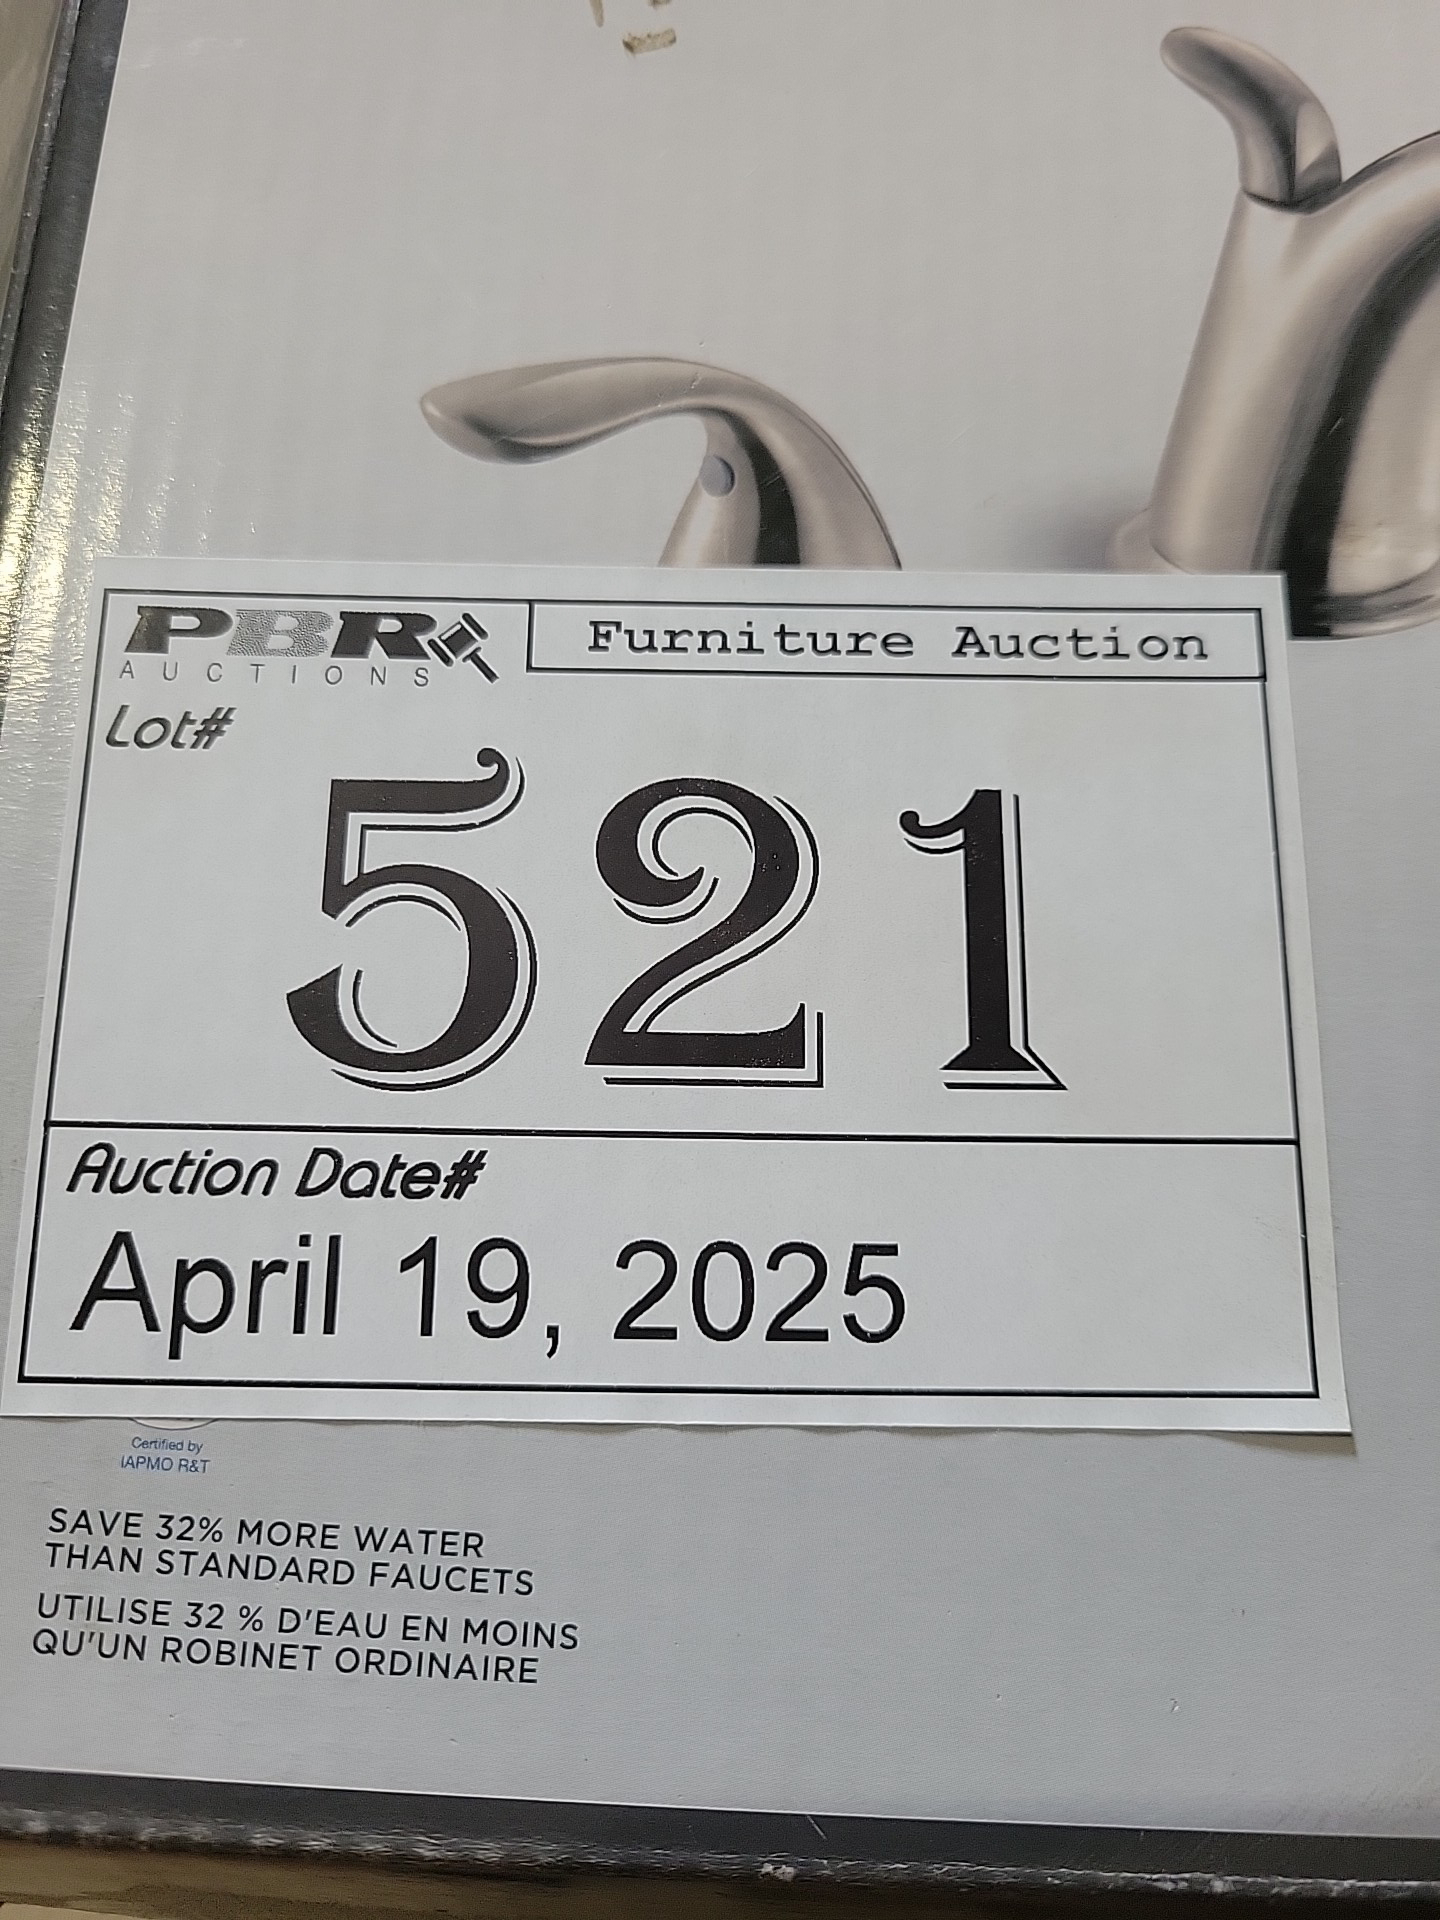 PBR
AUCTIONS
Furniture Auction
Lot#
521
Auction Date#
April 19, 2025
Certified by
IAPMO R&T
SAVE 32% MORE WATER
THAN STANDARD FAUCETS
UTILISE 32 % D'EAU EN MOINS
QU'UN ROBINET ORDINAIRE